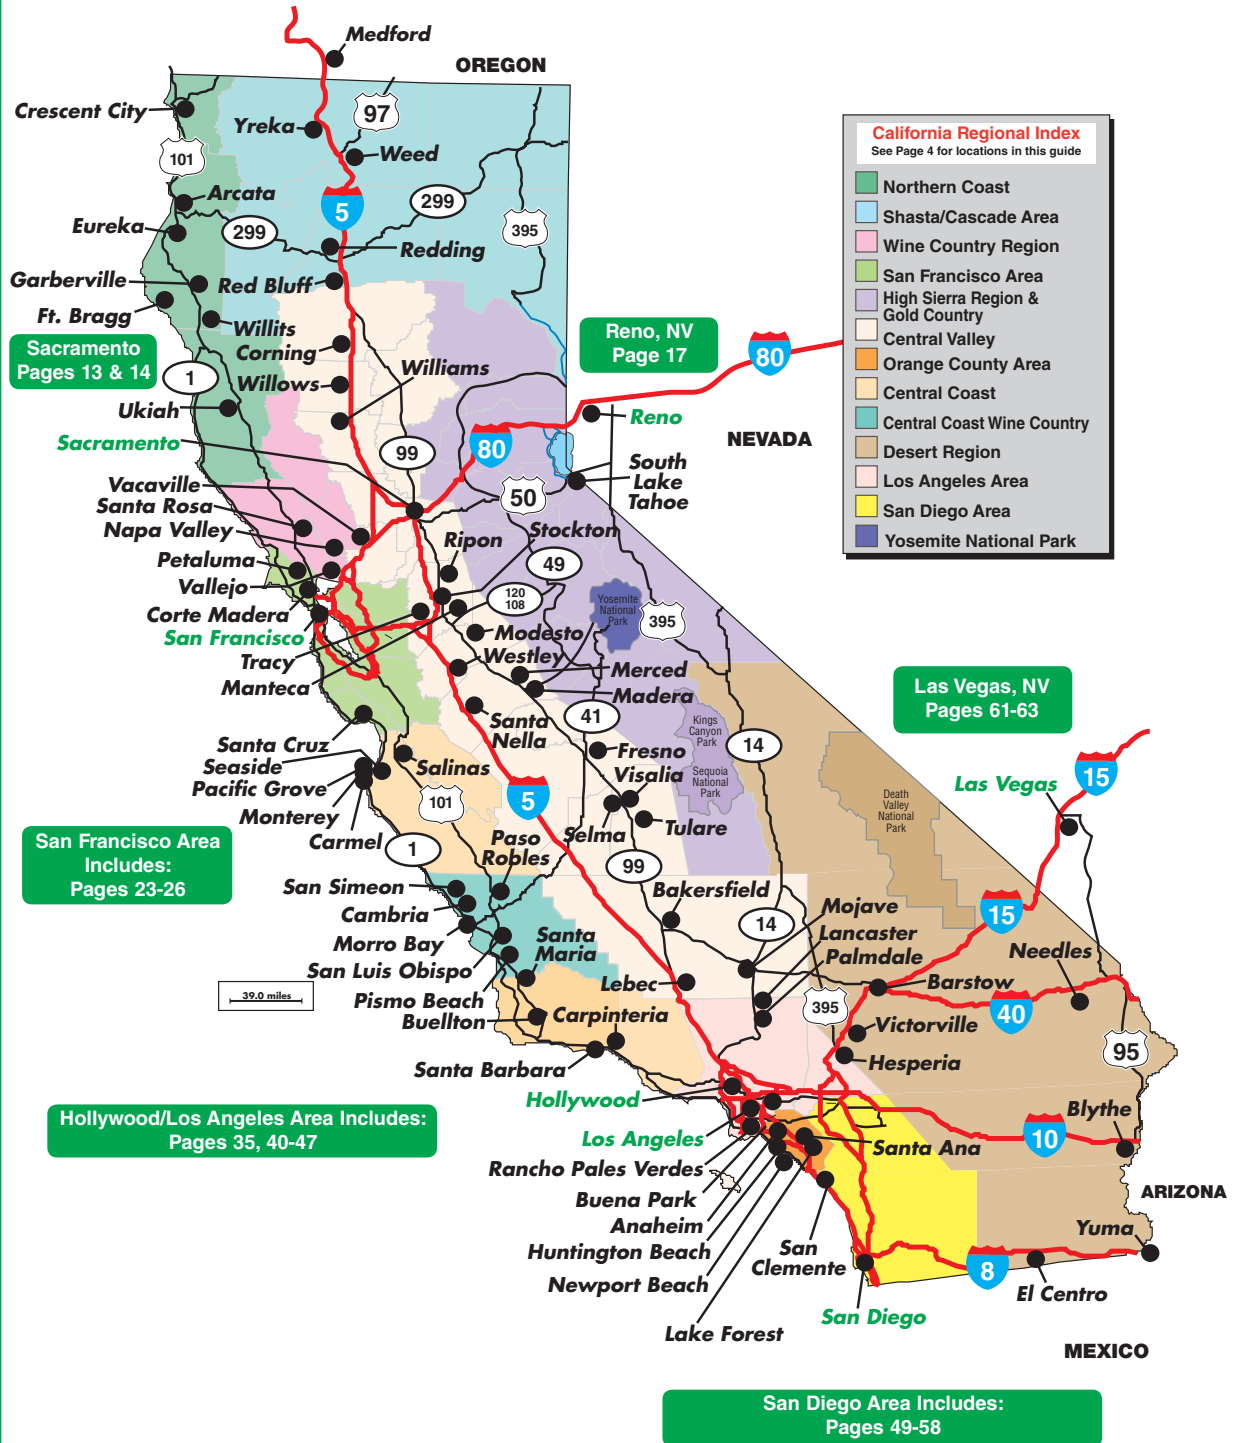 Medford
OREGON
Crescent City
97
Yreka
101
Weed
California Regional Index
See Page 4 for locations in this guide
Northern Coast
Shasta/Cascade Area
Wine Country Region
San Francisco Area
High Sierra Region &
Gold Country
Central Valley
Orange County Area
Central Coast
Central Coast Wine Country
Desert Region
Los Angeles Area
San Diego Area
Yosemite National Park
Arcata
299
5
Eureka
299
395
Redding
Garberville
Red Bluff
Ft. Bragg
Willits
Sacramento
Pages 13 & 14
Corning
Reno, NV
Page 17
80
1
Willows
Williams
Ukiah
Reno
Sacramento
99
80
NEVADA
South
Lake
Tahoe
Vacaville
50
Santa Rosa
Napa Valley
Stockton
Ripon
Petaluma
49
Vallejo
120
108
Yosemite
National
Park
395
Corte Madera
San Francisco
Modesto
Tracy
Westley
Merced
Manteca
Madera
Las Vegas, NV
Pages 61-63
41
Santa
Nella
Kings
Canyon
Park
14
Santa Cruz
Fresno
Seaside
Salinas
Visalia
Sequoia
National
Park
15
Pacific Grove
101
5
Las Vegas
Monterey
Death
Valley
National
Park
Carmel
Selma
Tulare
San Francisco Area
Includes:
Pages 23-26
1
Paso
Robles
99
San Simeon
Bakersfield
Mojave
15
Cambria
14
Lancaster
Morro Bay
Santa
Maria
Palmdale
Needles
San Luis Obispo
Lebec
Barstow
39.0 miles
Pismo Beach
395
40
Buellton
Carpinteria
Victorville
95
Santa Barbara
Hesperia
Hollywood
Blythe
Hollywood/Los Angeles Area Includes:
Pages 35, 40-47
Los Angeles
10
Santa Ana
Rancho Pales Verdes
Buena Park
ARIZONA
Anaheim
Yuma
Huntington Beach
San
Clemente
Newport Beach
8
El Centro
San Diego
Lake Forest
MEXICO
San Diego Area Includes:
Pages 49-58